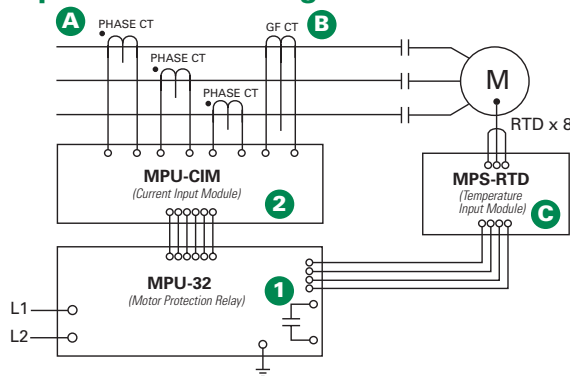 A
PHASE CT
GF CT
B
PHASE CT
PHASE CT
M
RTD x 8
MPU-CIM
(Current Input Module)
2
MPS-RTD
(Temperature
Input Module)
C
MPU-32
(Motor Protection Relay)
1
L1
L2